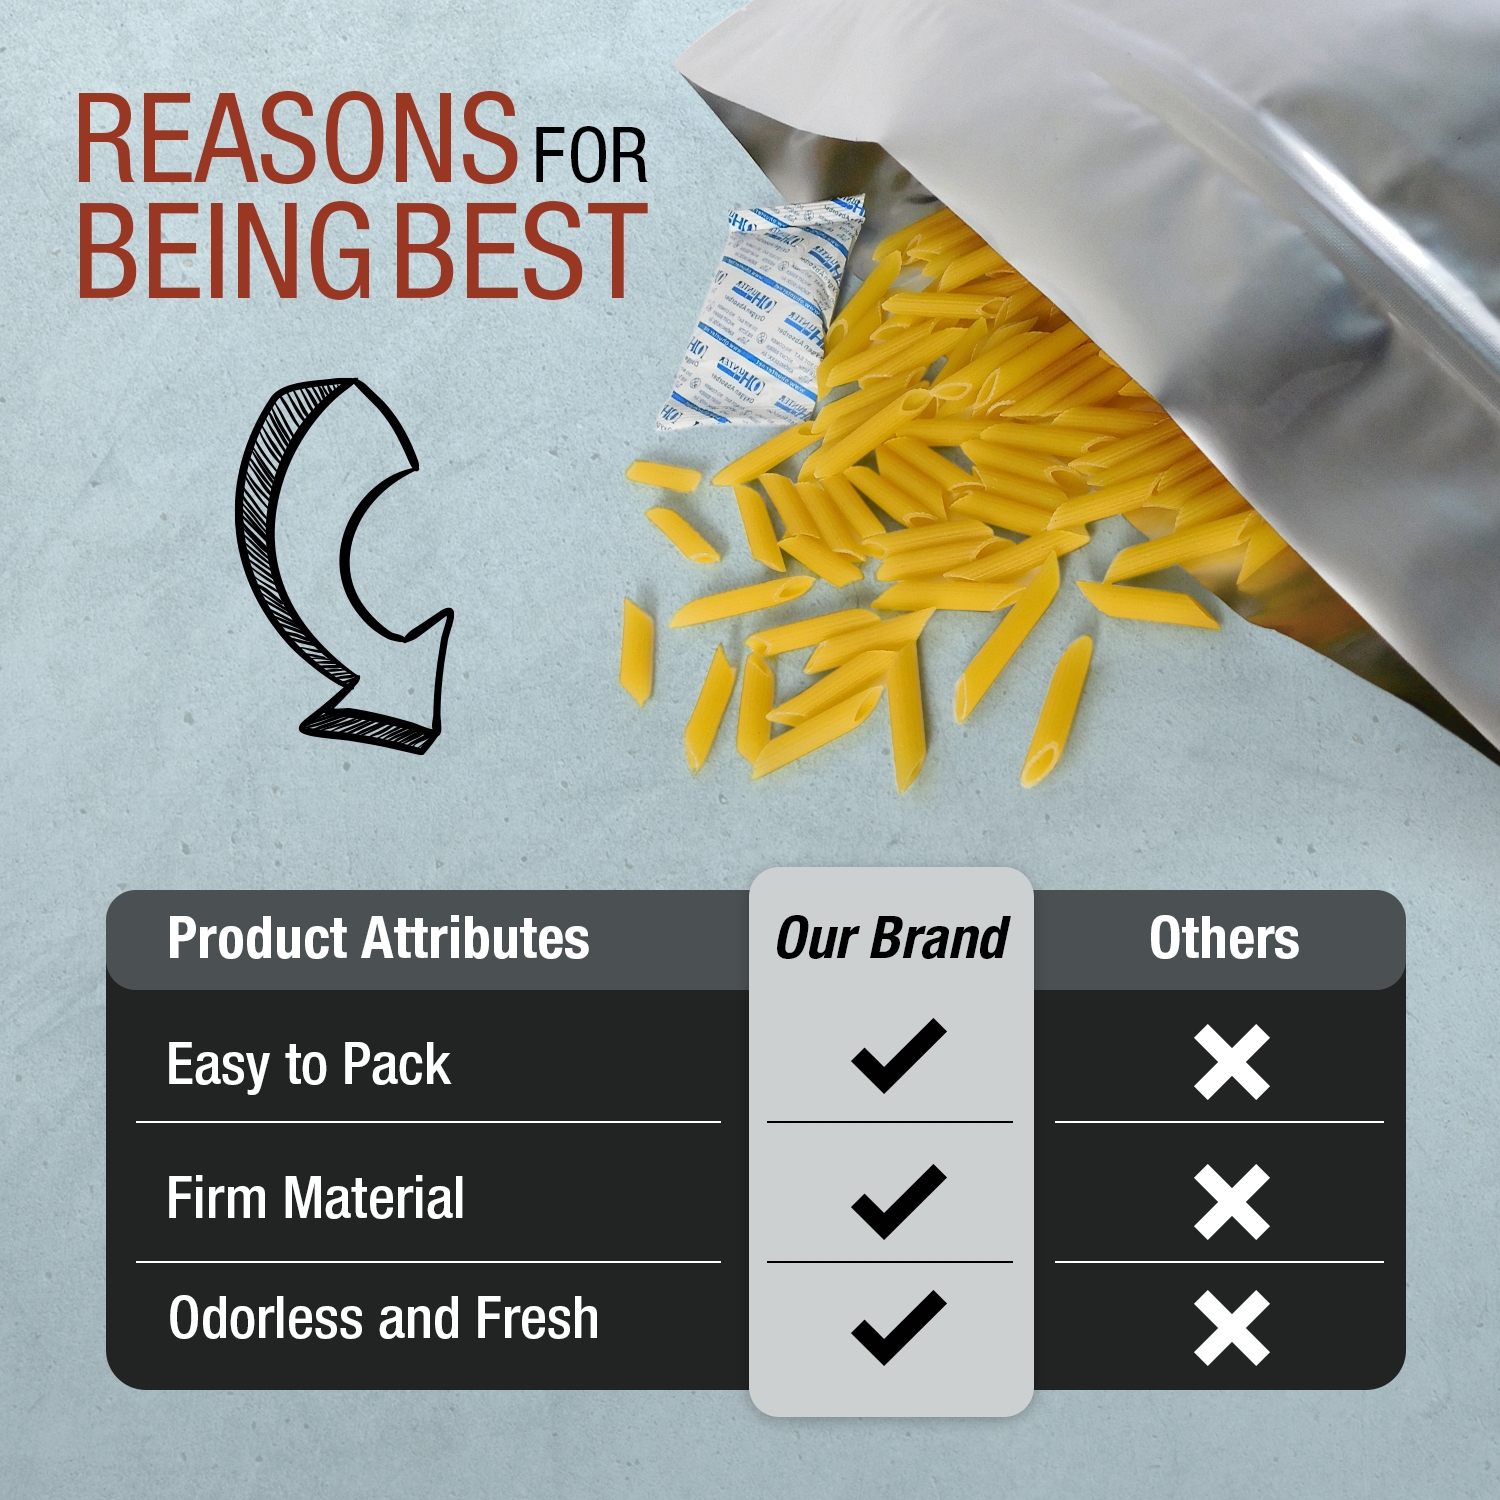 REASONS FOR
BEING BEST
Product Attributes Our Brand Others
Easy to Pack
Firm Material
Odorless and Fresh